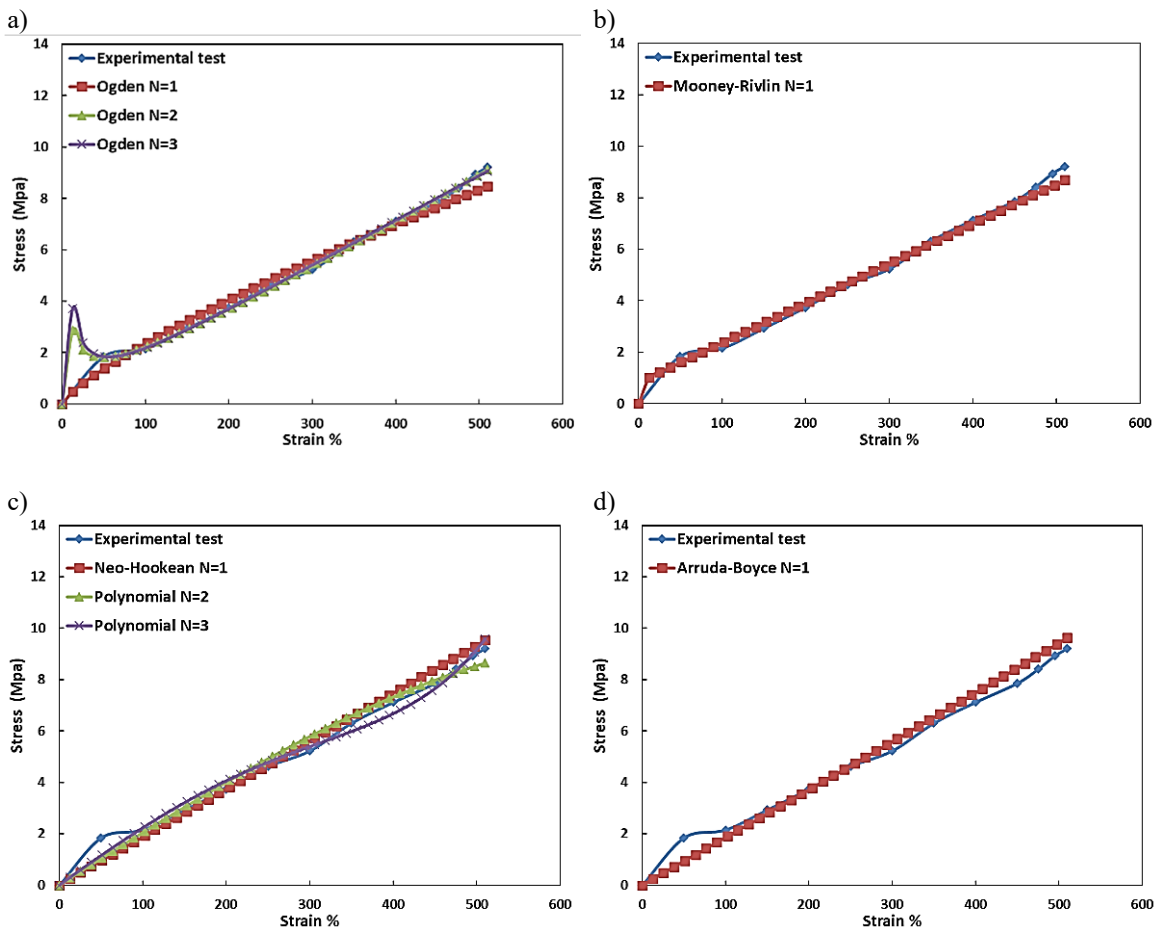 a)
14
12
10
8
6
4
2
0
Stress (Mpa)
Experimental test
Ogden N=1
Ogden N=2
Ogden N=3
0 100 200 300 400 500 600
Strain %
b)
14
12
10
8
6
4
2
0
Stress (Mpa)
Experimental test
Mooney-Rivlin N=1
0 100 200 300 400 500 600
Strain %
c)
14
12
10
8
6
4
2
0
Stress (Mpa)
Experimental test
Neo-Hookean N=1
Polynomial N=2
Polynomial N=3
0 100 200 300 400 500 600
Strain %
d)
14
12
10
8
6
4
2
0
Stress (Mpa)
Experimental test
Arruda-Boyce N=1
0 100 200 300 400 500 600
Strain %